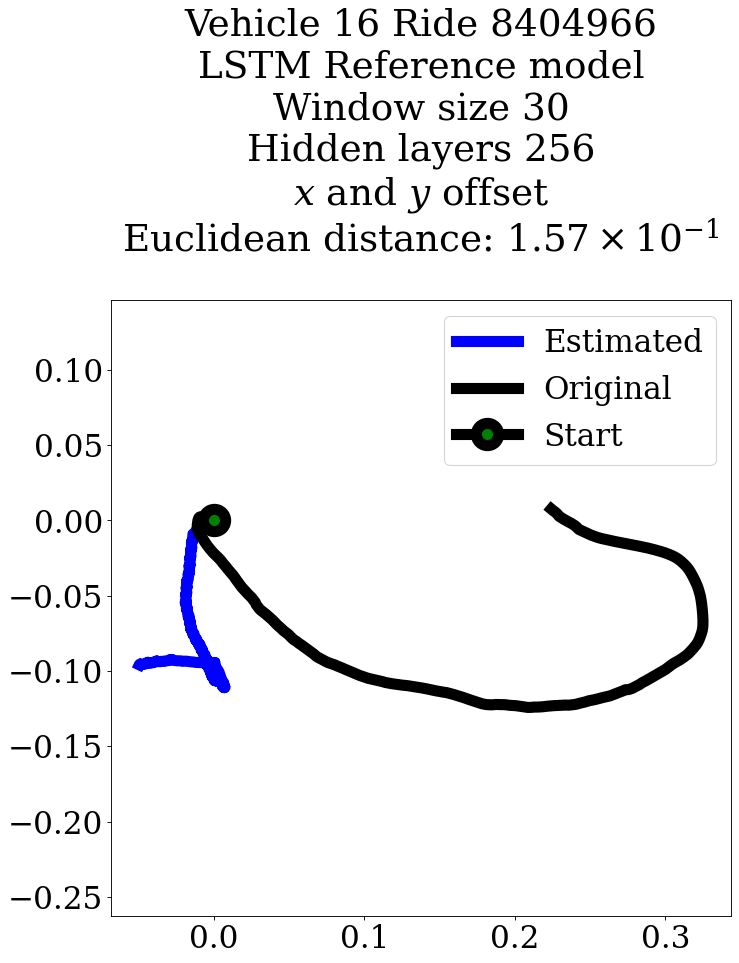 Vehicle 16 Ride 8404966
LSTM Reference model
Window size 30
Hidden layers 256
x and y offset
Euclidean distance: 1.57 × 10⁻¹
Estimated
Original
Start
0.10
0.05
0.00
−0.05
−0.10
−0.15
−0.20
−0.25
0.0 0.1 0.2 0.3